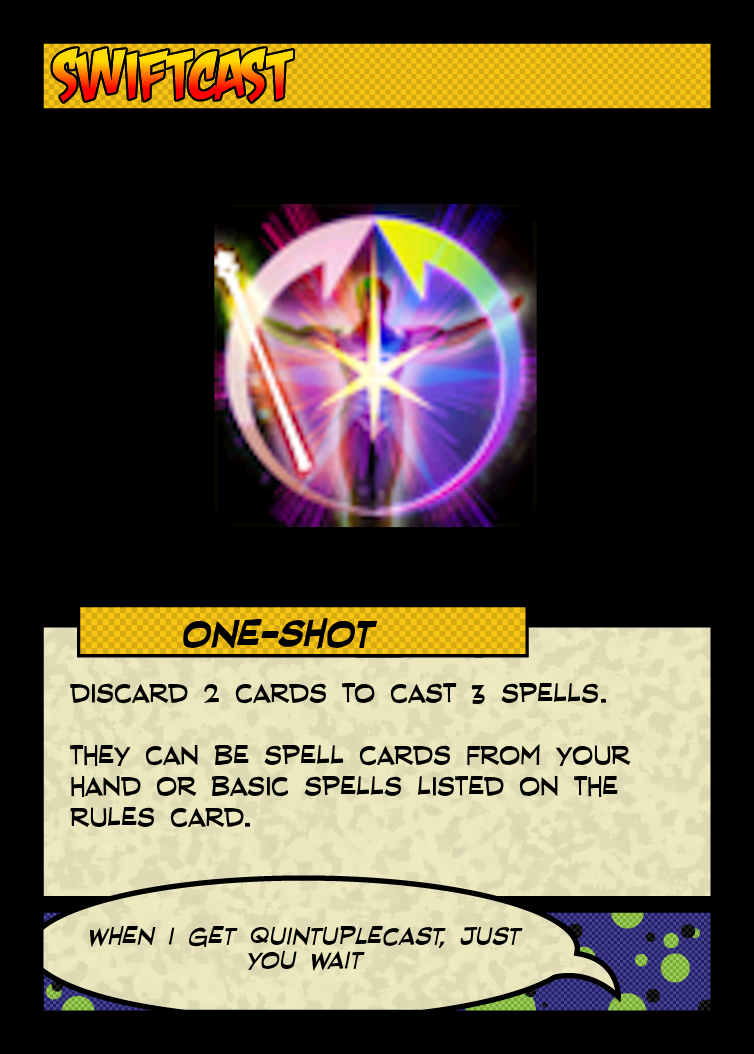 SWIFTCAST
ONE-SHOT
DISCARD 2 CARDS TO CAST 3 SPELLS.
THEY CAN BE SPELL CARDS FROM YOUR
HAND OR BASIC SPELLS LISTED ON THE
RULES CARD.
WHEN I GET QUINTUPLECAST, JUST
YOU WAIT